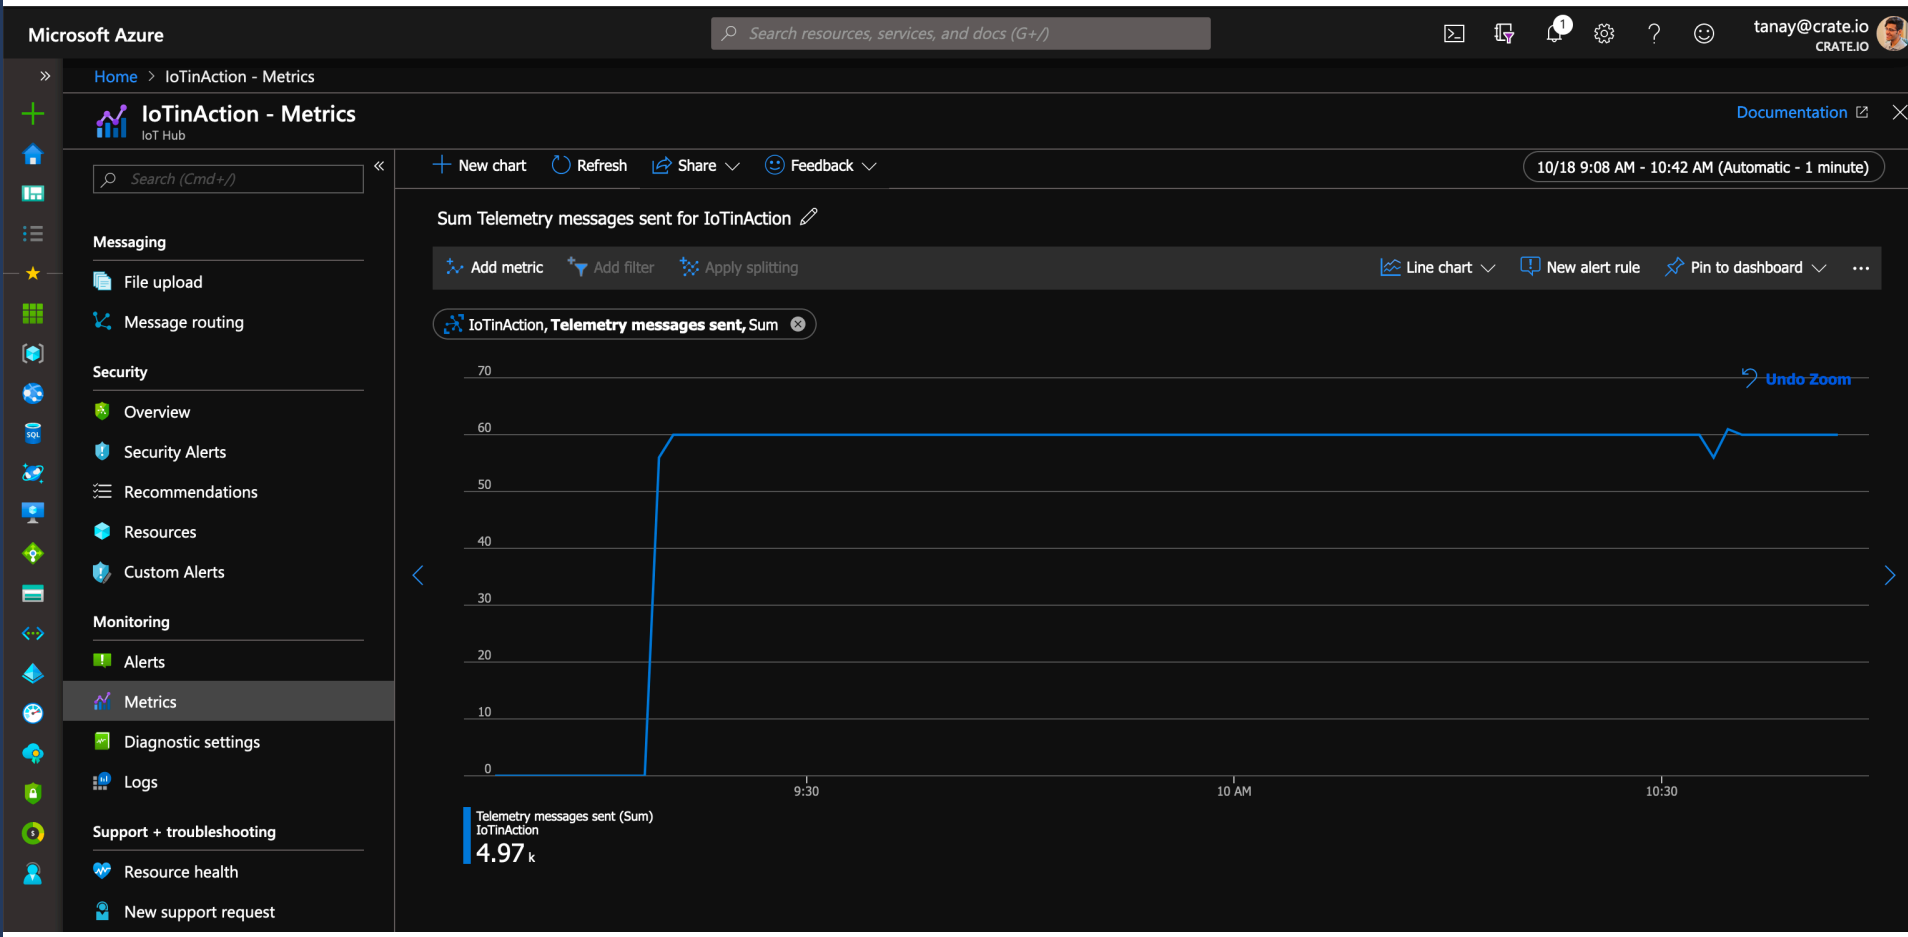 Microsoft Azure
Search resources, services, and docs (G+/)
1
tanay@crate.io
CRATE.IO
Home > IoTinAction - Metrics
IoTinAction - Metrics
IoT Hub
Documentation
Search (Cmd+/)
New chart
Refresh
Share
Feedback
10/18 9:08 AM - 10:42 AM (Automatic - 1 minute)
Sum Telemetry messages sent for IoTinAction
Add metric
Add filter
Apply splitting
Line chart
New alert rule
Pin to dashboard
IoTinAction, Telemetry messages sent, Sum
Undo Zoom
70
60
50
40
30
20
10
0
9:30
10 AM
10:30
Telemetry messages sent (Sum)
IoTinAction
4.97 k
Messaging
File upload
Message routing
Security
Overview
Security Alerts
Recommendations
Resources
Custom Alerts
Monitoring
Alerts
Metrics
Diagnostic settings
Logs
Support + troubleshooting
Resource health
New support request
SQL